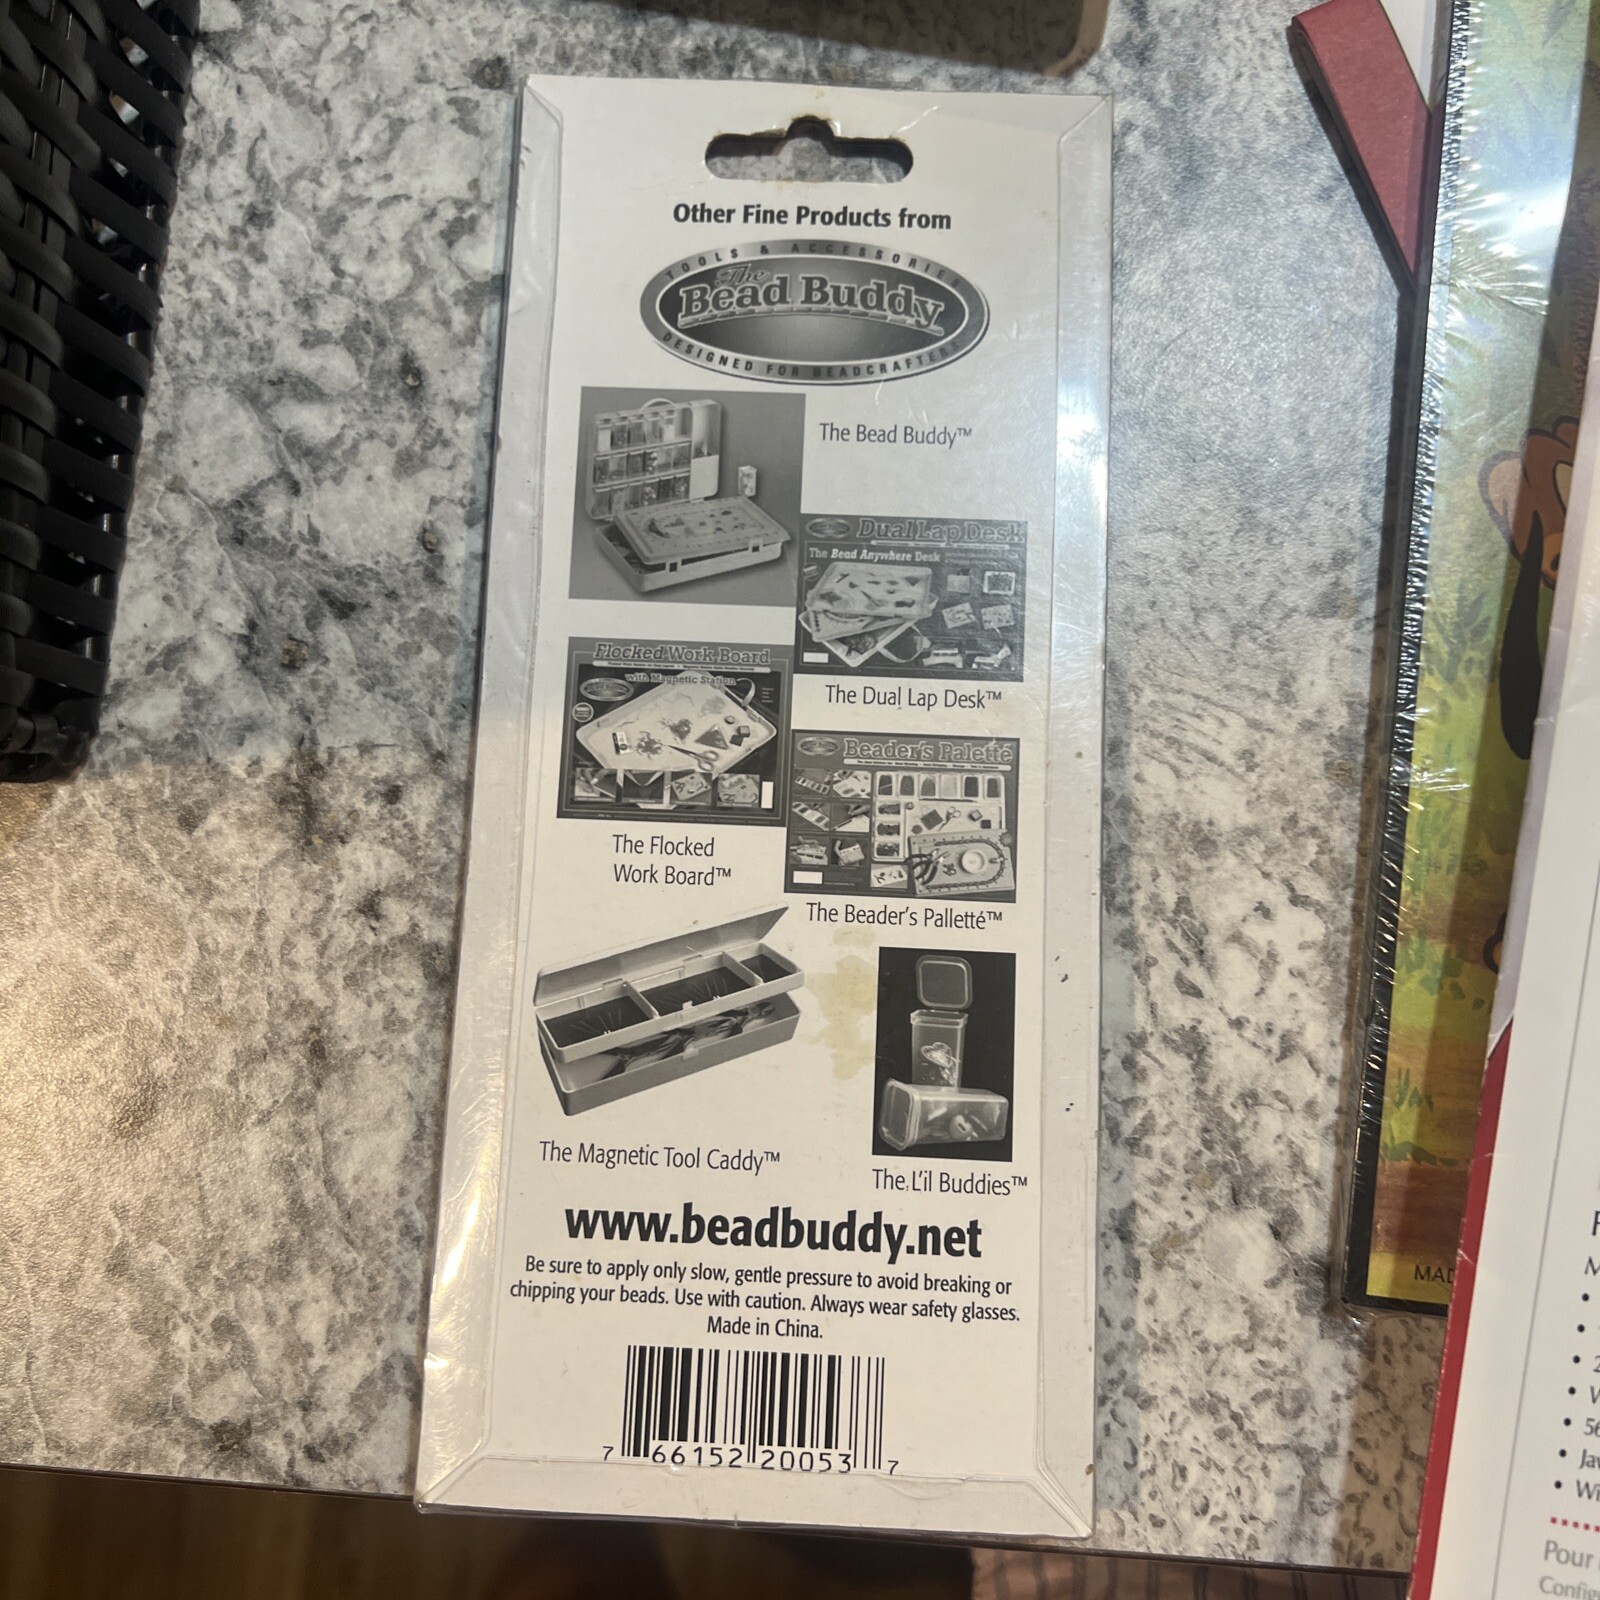 Other Fine Products from
TOOLS & ACCESSORIES
The
Bead Buddy
DESIGNED FOR BEADCRAFTERS
The Bead Buddy™
Dual Lap Desk
The Bead Anywhere Desk
The Dual Lap Desk™
Flocked Work Board
with Magnetic Station
The Flocked
Work Board™
Beader's Paletté
The Beader's Palletté™
The Magnetic Tool Caddy™
The L'il Buddies™
www.beadbuddy.net
Be sure to apply only slow, gentle pressure to avoid breaking or
chipping your beads. Use with caution. Always wear safety glasses.
Made in China.
7 66152 20053 7
Pour